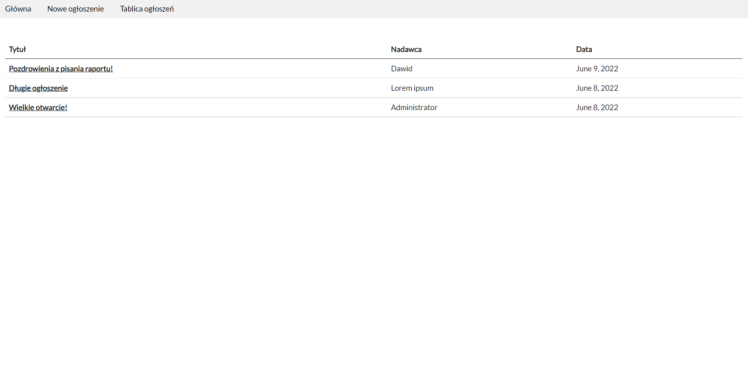 Główna Nowe ogłoszenie Tablica ogłoszeń
Tytuł Nadawca Data
Pozdrowienia z pisania raportu! Dawid June 9, 2022
Długie ogłoszenie Lorem ipsum June 8, 2022
Wielkie otwarcie! Administrator June 8, 2022